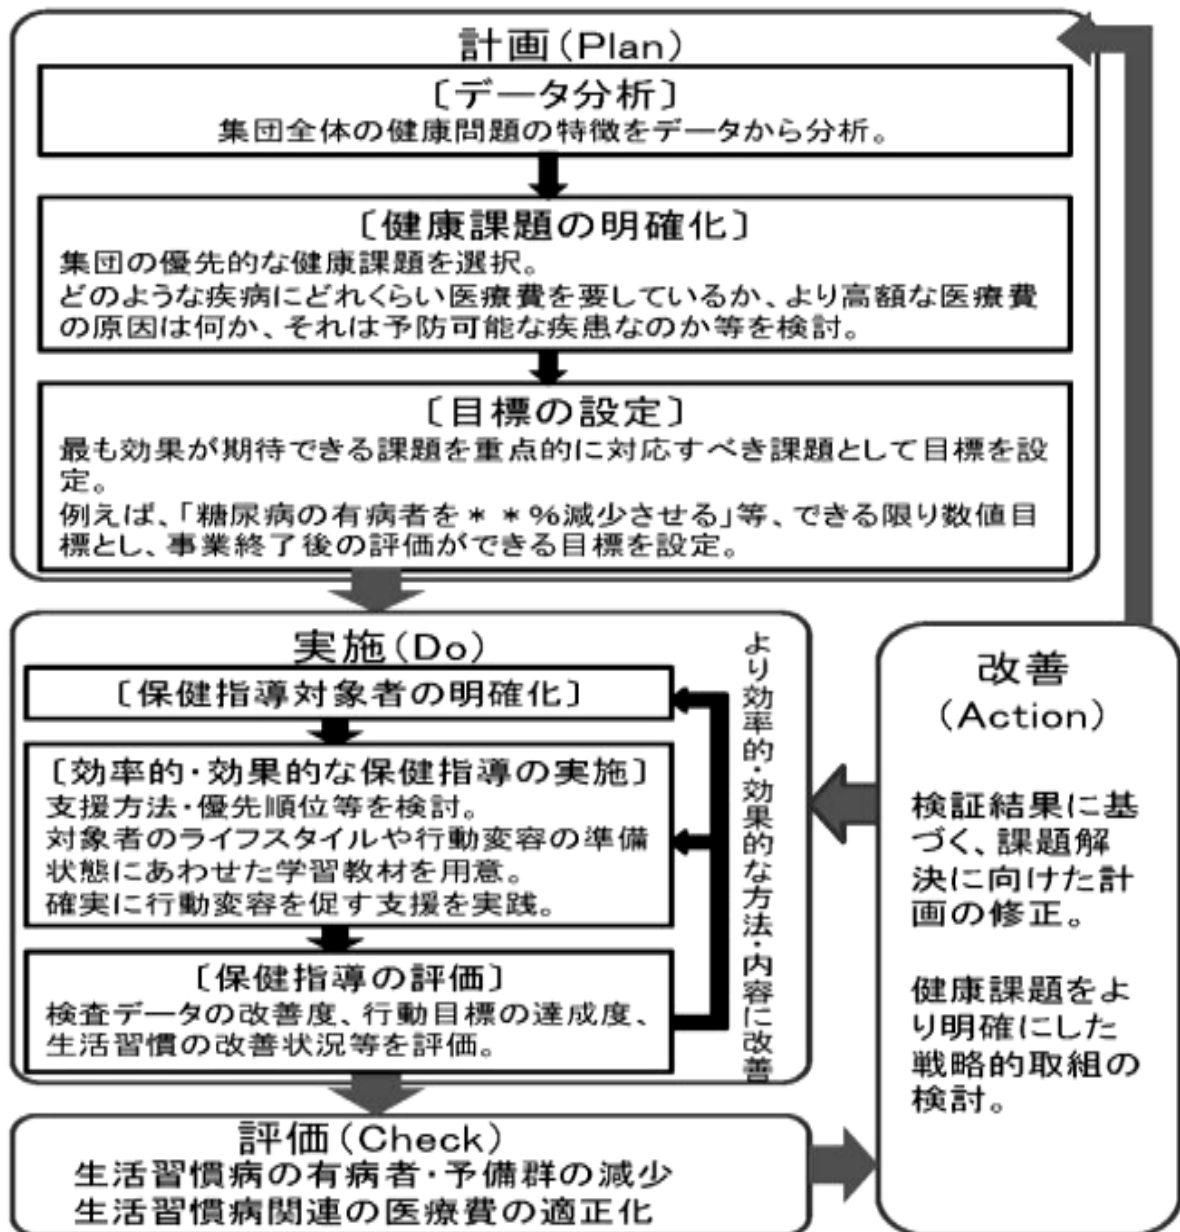 計画(Plan)
〔データ分析〕
集団全体の健康問題の特徴をデータから分析。
〔健康課題の明確化〕
集団の優先的な健康課題を選択。
どのような疾病にどれくらい医療費を要しているか、より高額な医療費
の原因は何か、それは予防可能な疾患なのか等を検討。
〔目標の設定〕
最も効果が期待できる課題を重点的に対応すべき課題として目標を設
定。
例えば、「糖尿病の有病者を＊＊%減少させる」等、できる限り数値目
標とし、事業終了後の評価ができる目標を設定。
実施(Do)
〔保健指導対象者の明確化〕
〔効率的・効果的な保健指導の実施〕
支援方法・優先順位等を検討。
対象者のライフスタイルや行動変容の準備
状態にあわせた学習教材を用意。
確実に行動変容を促す支援を実践。
〔保健指導の評価〕
検査データの改善度、行動目標の達成度、
生活習慣の改善状況等を評価。
より効率的・効果的な方法・内容に改善
評価(Check)
生活習慣病の有病者・予備群の減少
生活習慣病関連の医療費の適正化
改善
(Action)
検証結果に基
づく、課題解
決に向けた計
画の修正。
健康課題をよ
り明確にした
戦略的取組の
検討。